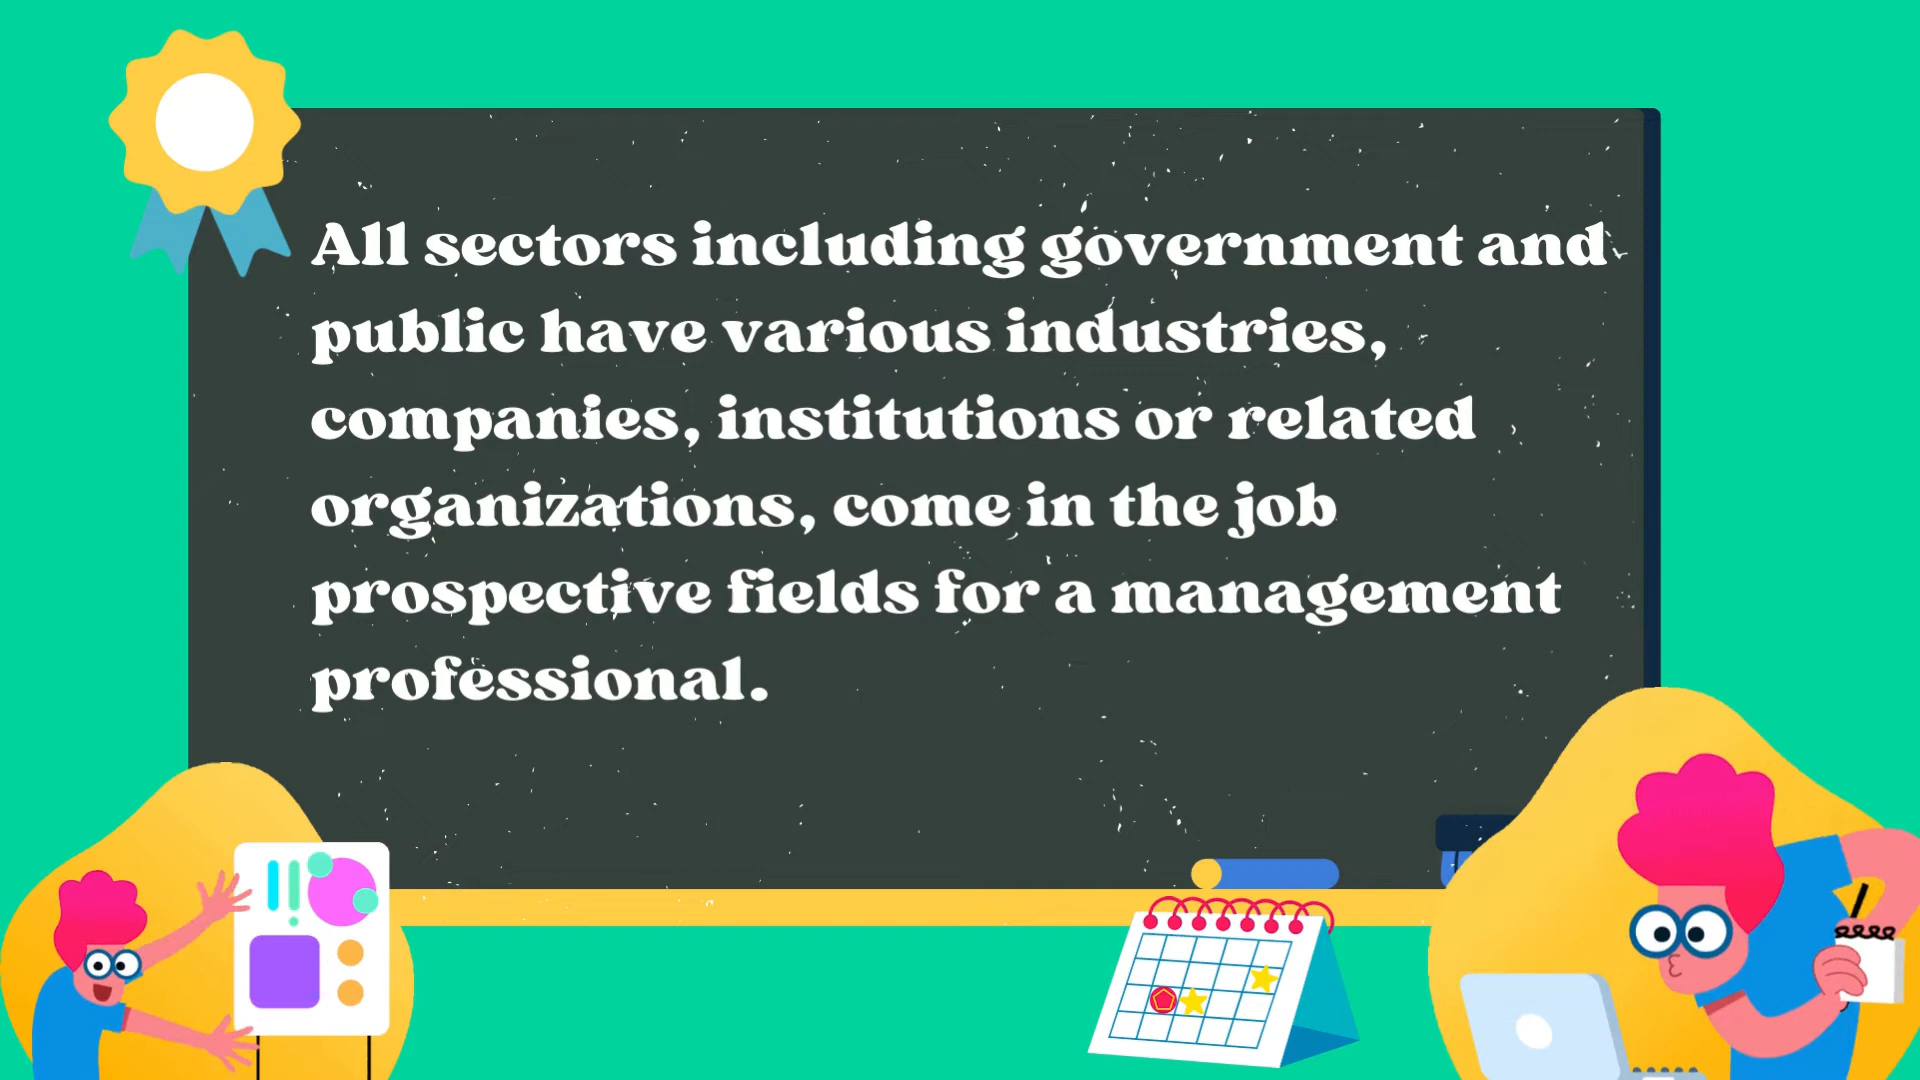 All sectors including government and
public have various industries,
companies, institutions or related
organizations, come in the job
prospective fields for a management
professional.